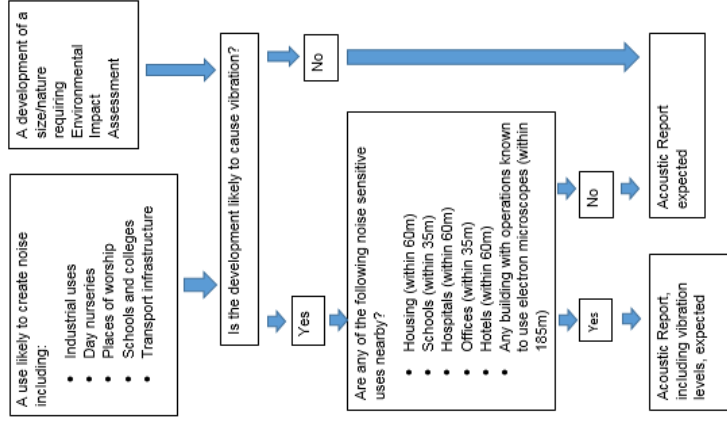 A use likely to create noise
including:
• Industrial uses
• Day nurseries
• Places of worship
• Schools and colleges
• Transport infrastructure
A development of a
size/nature
requiring
Environmental
Impact
Assessment
Is the development likely to cause vibration?
Yes
No
Are any of the following noise sensitive
uses nearby?
• Housing (within 60m)
• Schools (within 35m)
• Hospitals (within 60m)
• Offices (within 35m)
• Hotels (within 60m)
• Any building with operations known
to use electron microscopes (within
185m)
Yes
No
Acoustic Report,
including vibration
levels, expected
Acoustic Report
expected